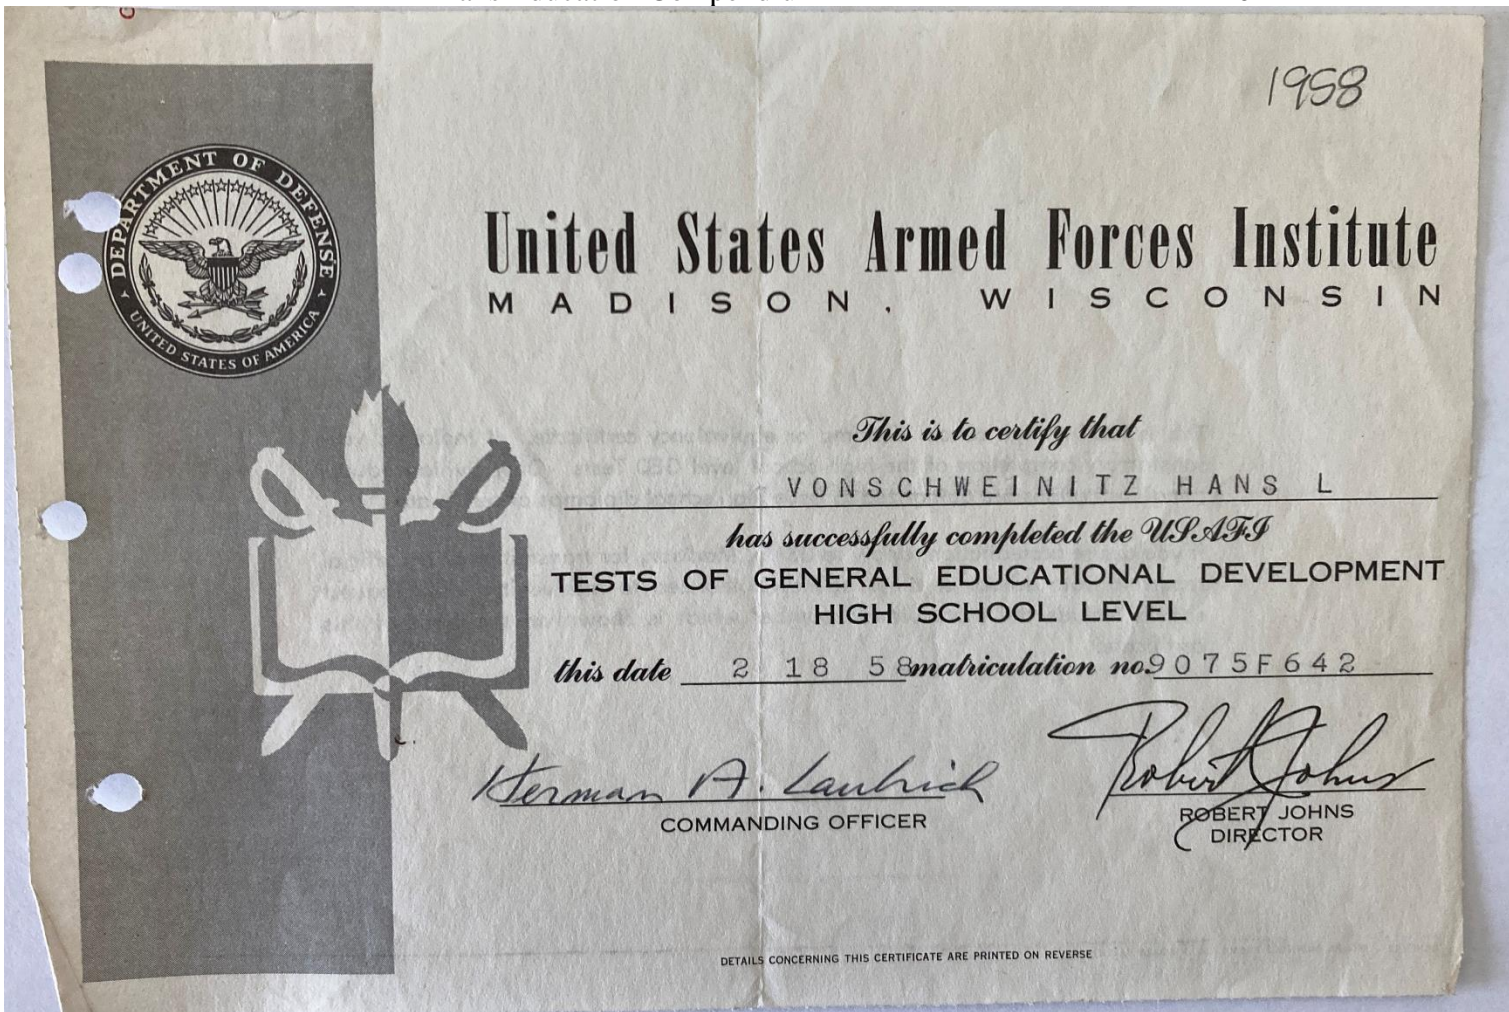 1958
DEPARTMENT OF DEFENSE
UNITED STATES OF AMERICA
United States Armed Forces Institute
MADISON, WISCONSIN
This is to certify that
VONSCHWEINITZ HANS L
has successfully completed the USAFI
TESTS OF GENERAL EDUCATIONAL DEVELOPMENT
HIGH SCHOOL LEVEL
this date 2 18 58 matriculation no. 9075F642
Herman A. Laubrich Robert Johns
COMMANDING OFFICER
ROBERT JOHNS
DIRECTOR
DETAILS CONCERNING THIS CERTIFICATE ARE PRINTED ON REVERSE